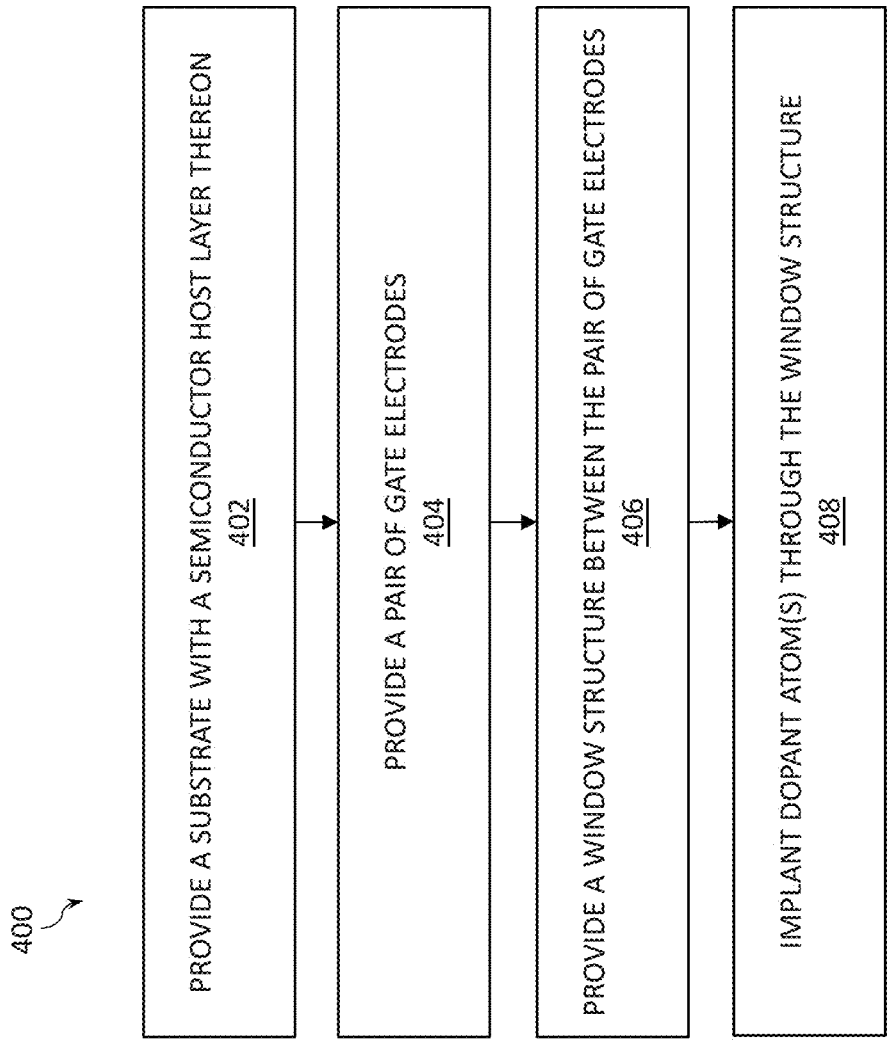 400
PROVIDE A SUBSTRATE WITH A SEMICONDUCTOR HOST LAYER THEREON
402
PROVIDE A PAIR OF GATE ELECTRODES
404
PROVIDE A WINDOW STRUCTURE BETWEEN THE PAIR OF GATE ELECTRODES
406
IMPLANT DOPANT ATOM(S) THROUGH THE WINDOW STRUCTURE
408